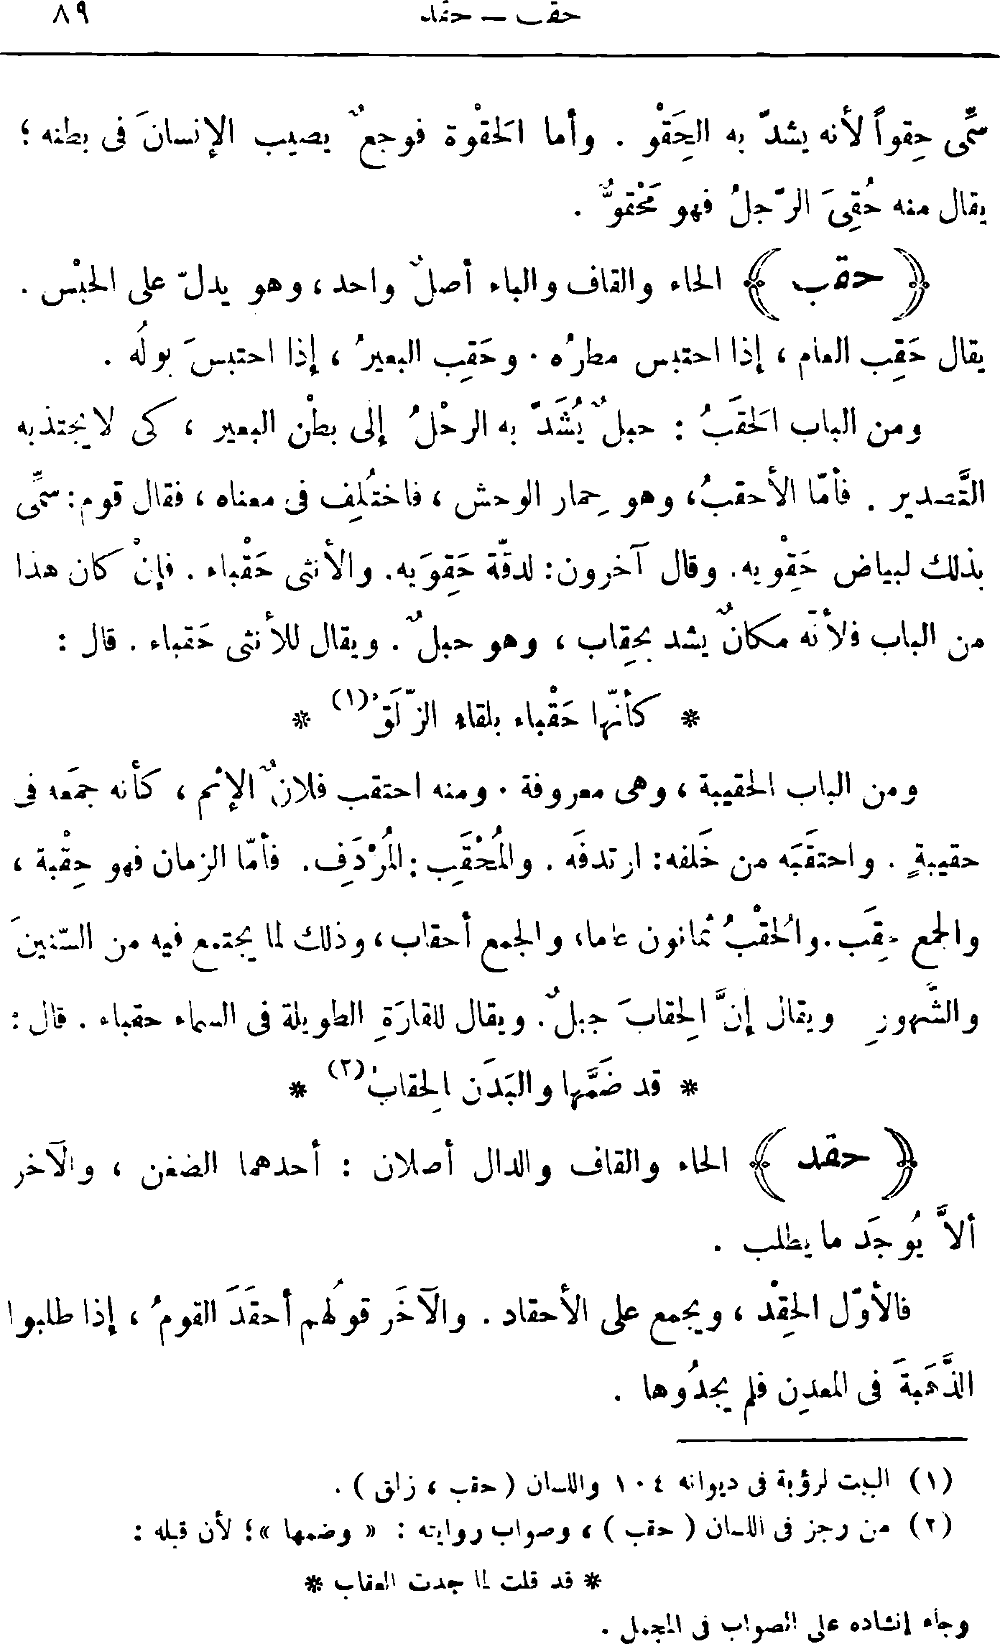 حقب — حقد ٨٩
سمِّى حِقواً لأنه يشدّ به الحِقَْو . وأما الحَقْوة فوجعٌ يصيب الإنسانَ فى بطنه ؛
يقال منه حُقِىَ الرّجلُ فهو مَحْقوٌّ .
﴿ حقب ﴾ الحاء والقاف والباء أصلٌ واحد ، وهو يدلّ على الحبْس .
يقال حَقِب العام ، إذا احتبس مطرُه . وحَقِب البعيرُ ، إذا احتبسَ بولُه .
ومن الباب الحَقَبُ : حبلٌ يُشَدّ به الرحْلُ إلى بطْن البعير ، كى لا يجتذبه
التَّصدير . فأمّا الأحقبُ ، وهو حِمار الوحش ، فاختُلِف فى معناه ، فقال قوم : سمِّى
بذلك لبياض حَِقْويه . وقال آخرون : لدقّة حَِقْوَيه . والأنثى حَقْباء . فإنْ كان هذا
من الباب فلأنّه مكانٌ يشد بحِقاب ، وهو حبلٌ . ويقال للأنثى حَقباء . قال :
* كأنّها حَقْباء بلقاء الزّلَقْ (١) *
ومن الباب الحقيبة ، وهى معروفة . ومنه احتقب فلانٌ الإثم ، كأنه جمَعه فى
حقيبةٍ . واحتقَبَه من خَلفه : ارتدفَه . والمُحْقَِب : المُرْدَِف . فأمّا الزمان فهو حِقْبة ،
والجمع حِقَب . والحُقْبُ ثمانون عاما ، والجمع أحقاب ، وذلك لما يجتمع فيه من السّنينَ
والشَّهورِ ويقال إنَّ الحِقابَ جبلٌ . ويقال للقارَةِ الطويلة فى السماء حقباء . قال :
* قد ضَمَّها والبَدَن الحِقابْ (٢) *
﴿ حقد ﴾ الحاء والقاف والدال أصلان : أحدهما الضغن ، والآخر
ألاَّ يُوجَد ما يطلب .
فالأوّل الحِقْد ، ويجمع على الأحقاد . والآخَر قولُهم أحقَدَ القومُ ، إذا طلبوا
الذَّهَبةَ فى المعدِن فلم يجدُوها .
(١) البيت لرؤبة فى ديوانه ١٠٤ واللسان ( حقب ، زلق ) .
(٢) من رجز فى اللسان ( حقب ) ، وصواب روايته : « وضمها » ؛ لأن قبله :
* قد قلت لما جدت العقاب *
وجاء إنشاده على الصواب فى المجمل .